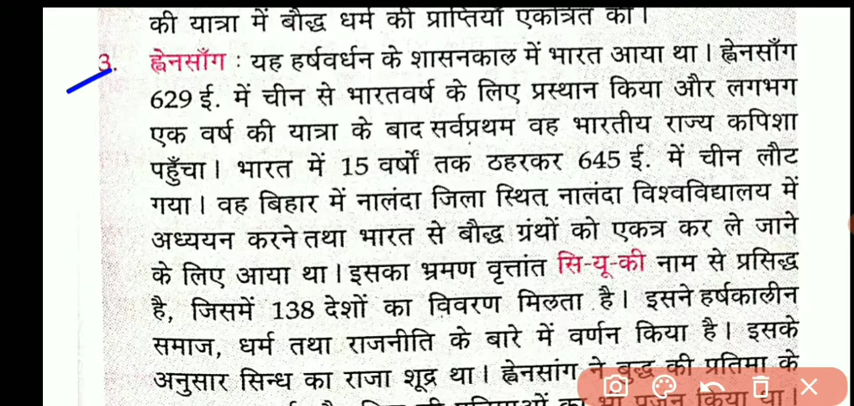 की यात्रा में बौद्ध धर्म की प्राप्तियाँ एकत्रित कीं।
3. ह्वेनसाँग : यह हर्षवर्धन के शासनकाल में भारत आया था। ह्वेनसाँग
629 ई. में चीन से भारतवर्ष के लिए प्रस्थान किया और लगभग
एक वर्ष की यात्रा के बाद सर्वप्रथम वह भारतीय राज्य कपिशा
पहुँचा। भारत में 15 वर्षों तक ठहरकर 645 ई. में चीन लौट
गया। वह बिहार में नालंदा जिला स्थित नालंदा विश्वविद्यालय में
अध्ययन करने तथा भारत से बौद्ध ग्रंथों को एकत्र कर ले जाने
के लिए आया था। इसका भ्रमण वृत्तांत सि-यू-की नाम से प्रसिद्ध
है, जिसमें 138 देशों का विवरण मिलता है। इसने हर्षकालीन
समाज, धर्म तथा राजनीति के बारे में वर्णन किया है। इसके
अनुसार सिन्ध का राजा शूद्र था। ह्वेनसांग ने बुद्ध की प्रतिमा के
का भी पूजन किया था।